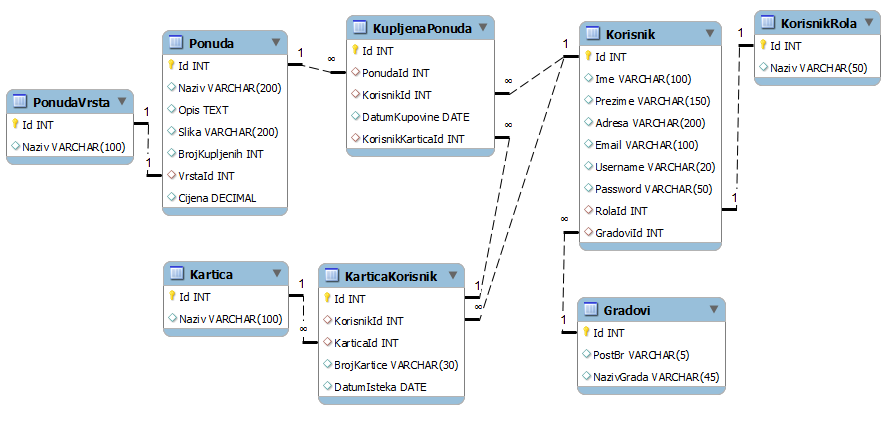 PonudaVrsta
Id INT
Naziv VARCHAR(100)
1
1
Ponuda
Id INT
Naziv VARCHAR(200)
Opis TEXT
Slika VARCHAR(200)
BrojKupljenih INT
VrstaId INT
Cijena DECIMAL
1
∞
KupljenaPonuda
Id INT
PonudaId INT
KorisnikId INT
DatumKupovine DATE
KorisnikKarticaId INT
∞
∞
1
Korisnik
Id INT
Ime VARCHAR(100)
Prezime VARCHAR(150)
Adresa VARCHAR(200)
Email VARCHAR(100)
Username VARCHAR(20)
Password VARCHAR(50)
RolaId INT
GradoviId INT
1
1
∞
1
KorisnikRola
Id INT
Naziv VARCHAR(50)
Kartica
Id INT
Naziv VARCHAR(100)
1
∞
KarticaKorisnik
Id INT
KorisnikId INT
KarticaId INT
BrojKartice VARCHAR(30)
DatumIsteka DATE
1
∞
Gradovi
Id INT
PostBr VARCHAR(5)
NazivGrada VARCHAR(45)